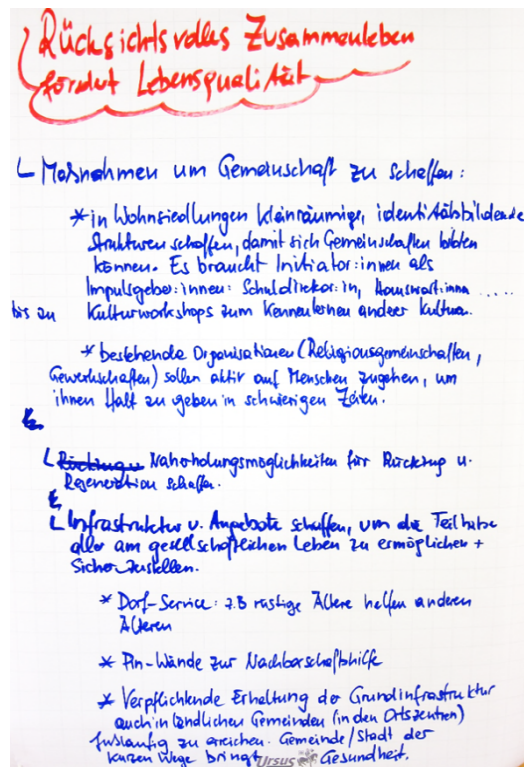 Rücksichtsvolles Zusammenleben
fördert Lebensqualität
Maßnahmen um Gemeinschaft zu schaffen:
* in Wohnsiedlungen kleinräumige, identitätsbildende
Strukturen schaffen, damit sich Gemeinschaften bilden
können. Es braucht Initiator:innen als
Impulsgeber:innen: Schuldirektor:in, Hauswart:inna .....
bis zu Kulturworkshops zum Kennenlernen anderer Kulturen.
* bestehende Organisationen (Religionsgemeinschaften,
Gewerkschaften) sollen aktiv auf Menschen zugehen, um
ihnen Halt zu geben in schwierigen Zeiten.
Naherholungsmöglichkeiten für Rückzug u.
Regeneration schaffen.
Infrastruktur u. Angebote schaffen, um die Teilhabe
aller am gesellschaftlichen Leben zu ermöglichen +
sicherzustellen.
* Dorf-Service: z.B rüstige Ältere helfen anderen
Älteren
* Pin-Wände zur Nachbarschaftshilfe
* Verpflichtende Erhaltung der Grundinfrastruktur
auch in ländlichen Gemeinden (in den Ortszentren)
fußläufig zu erreichen. Gemeinde/Stadt der
kurzen Wege bringt Gesundheit.
Ursus